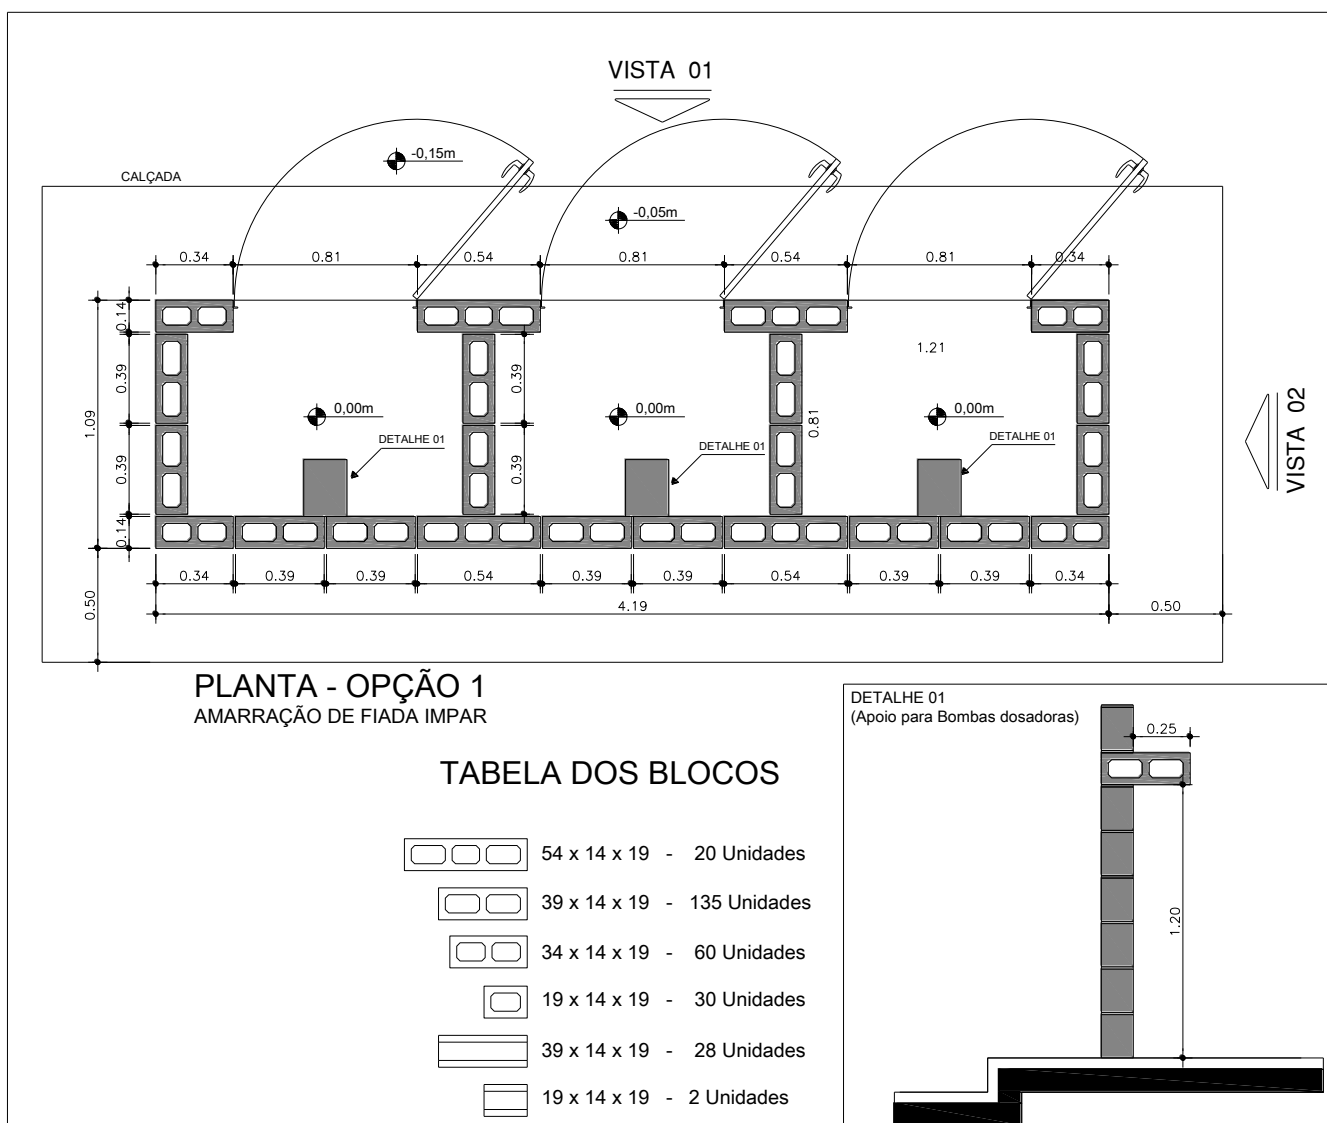 VISTA 01
-0,15m
CALÇADA
-0,05m
0.34 0.81 0.54 0.81 0.54 0.81 0.34
0.14
0.39
0.39
0.14
1.09
0.50
0.39
0.39
1.21
0.81
0,00m 0,00m 0,00m
DETALHE 01 DETALHE 01 DETALHE 01
VISTA 02
0.34 0.39 0.39 0.54 0.39 0.39 0.54 0.39 0.39 0.34
4.19 0.50
PLANTA - OPÇÃO 1
AMARRAÇÃO DE FIADA IMPAR
TABELA DOS BLOCOS
54 x 14 x 19 - 20 Unidades
39 x 14 x 19 - 135 Unidades
34 x 14 x 19 - 60 Unidades
19 x 14 x 19 - 30 Unidades
39 x 14 x 19 - 28 Unidades
19 x 14 x 19 - 2 Unidades
DETALHE 01
(Apoio para Bombas dosadoras)
0.25
1.20